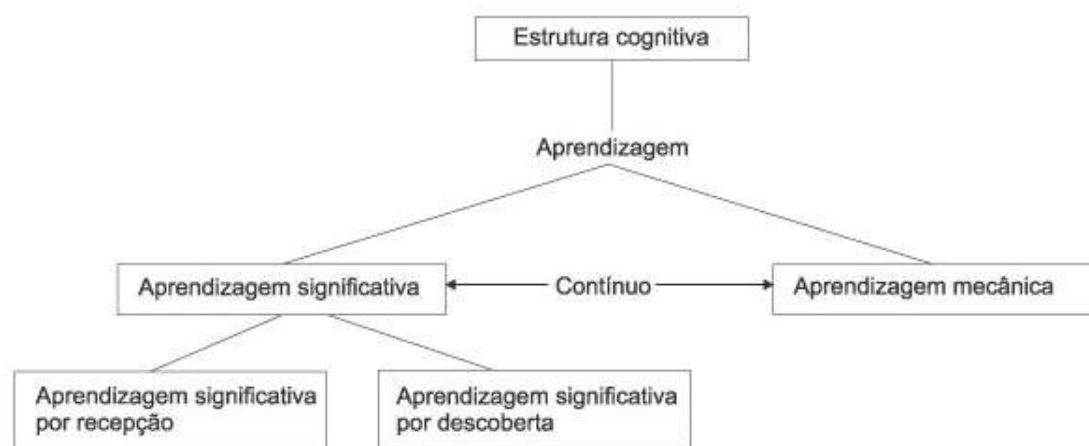 Estrutura cognitiva
Aprendizagem
Aprendizagem significativa
Contínuo
Aprendizagem mecânica
Aprendizagem significativa
por recepção
Aprendizagem significativa
por descoberta